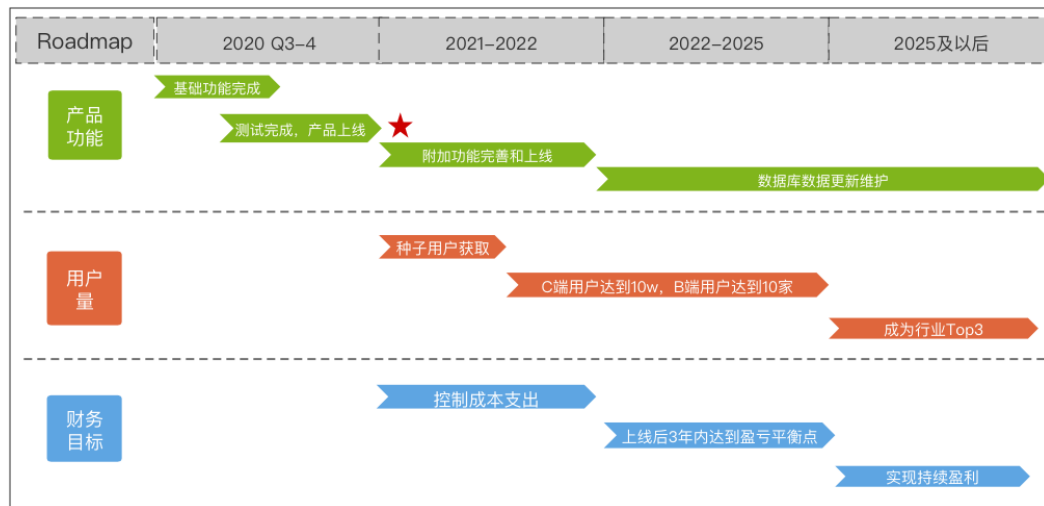 Roadmap
2020 Q3-4
2021-2022
2022-2025
2025及以后
产品
功能
基础功能完成
测试完成，产品上线
附加功能完善和上线
数据库数据更新维护
用户
量
种子用户获取
C端用户达到10w，B端用户达到10家
成为行业Top3
财务
目标
控制成本支出
上线后3年内达到盈亏平衡点
实现持续盈利